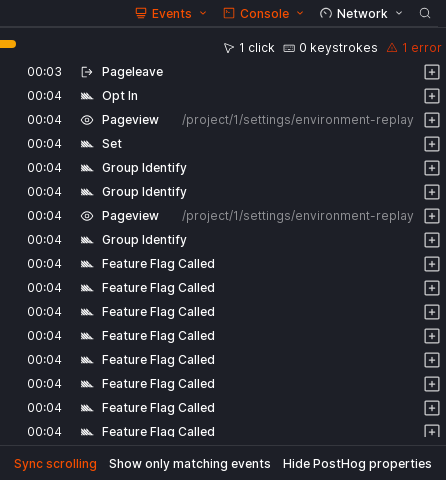 Events Console Network
1 click 0 keystrokes 1 error
00:03 Pageleave
00:04 Opt In
00:04 Pageview /project/1/settings/environment-replay
00:04 Set
00:04 Group Identify
00:04 Group Identify
00:04 Pageview /project/1/settings/environment-replay
00:04 Group Identify
00:04 Feature Flag Called
00:04 Feature Flag Called
00:04 Feature Flag Called
00:04 Feature Flag Called
00:04 Feature Flag Called
00:04 Feature Flag Called
00:04 Feature Flag Called
00:04 Feature Flag Called
Sync scrolling Show only matching events Hide PostHog properties